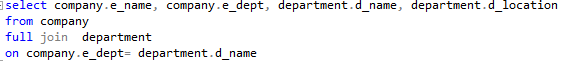 select company.e_name, company.e_dept, department.d_name, department.d_location
from company
full join  department
on company.e_dept= department.d_name